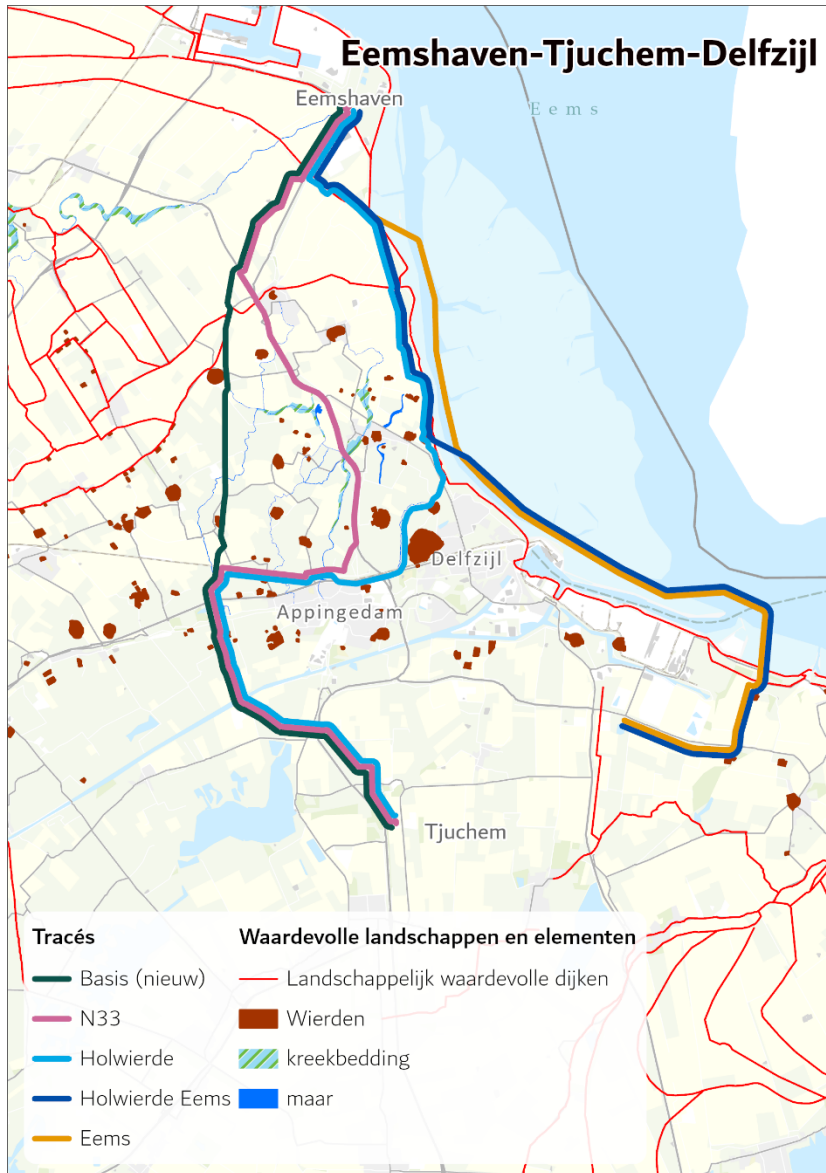 Eemshaven-Tjuchem-Delfzijl
Eemshaven
Eems
Delfzijl
Appingedam
Tjuchem
Tracés
Basis (nieuw)
N33
Holwierde
Holwierde Eems
Eems
Waardevolle landschappen en elementen
Landschappelijk waardevolle dijken
Wierden
kreekbedding
maar